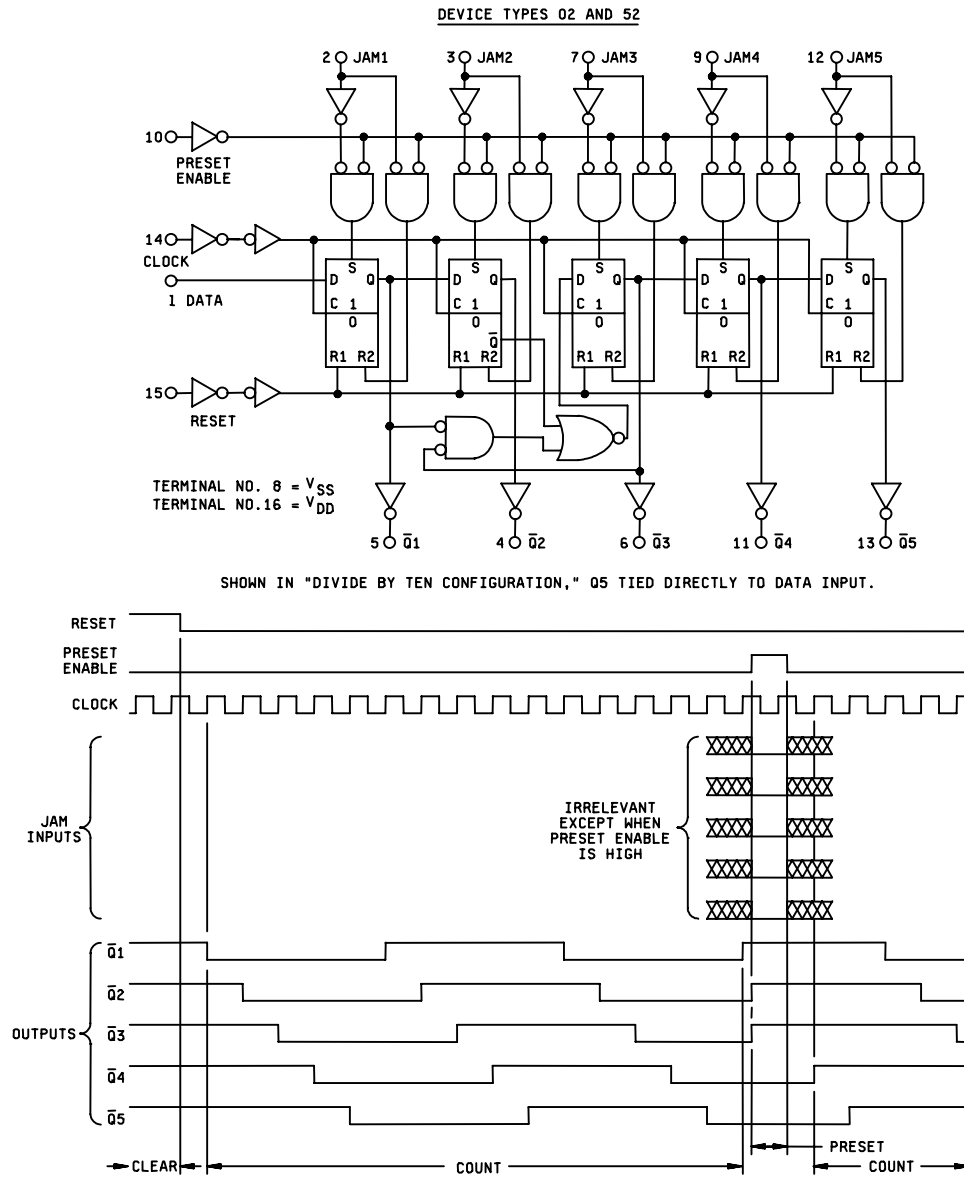 DEVICE TYPES 02 AND 52
2 JAM1 3 JAM2 7 JAM3 9 JAM4 12 JAM5
10
PRESET
ENABLE
14
CLOCK
1 DATA
S S S S S
D Q D Q D Q D Q D Q
C 1 C 1 C 1 C 1 C 1
0 0 0 0 0
Q̅
R1 R2 R1 R2 R1 R2 R1 R2 R1 R2
15
RESET
TERMINAL NO. 8 = VSS
TERMINAL NO.16 = VDD
5 Q̅1 4 Q̅2 6 Q̅3 11 Q̅4 13 Q̅5
SHOWN IN "DIVIDE BY TEN CONFIGURATION," Q5 TIED DIRECTLY TO DATA INPUT.
RESET
PRESET
ENABLE
CLOCK
JAM
INPUTS
IRRELEVANT
EXCEPT WHEN
PRESET ENABLE
IS HIGH
OUTPUTS
Q̅1
Q̅2
Q̅3
Q̅4
Q̅5
PRESET
CLEAR COUNT COUNT